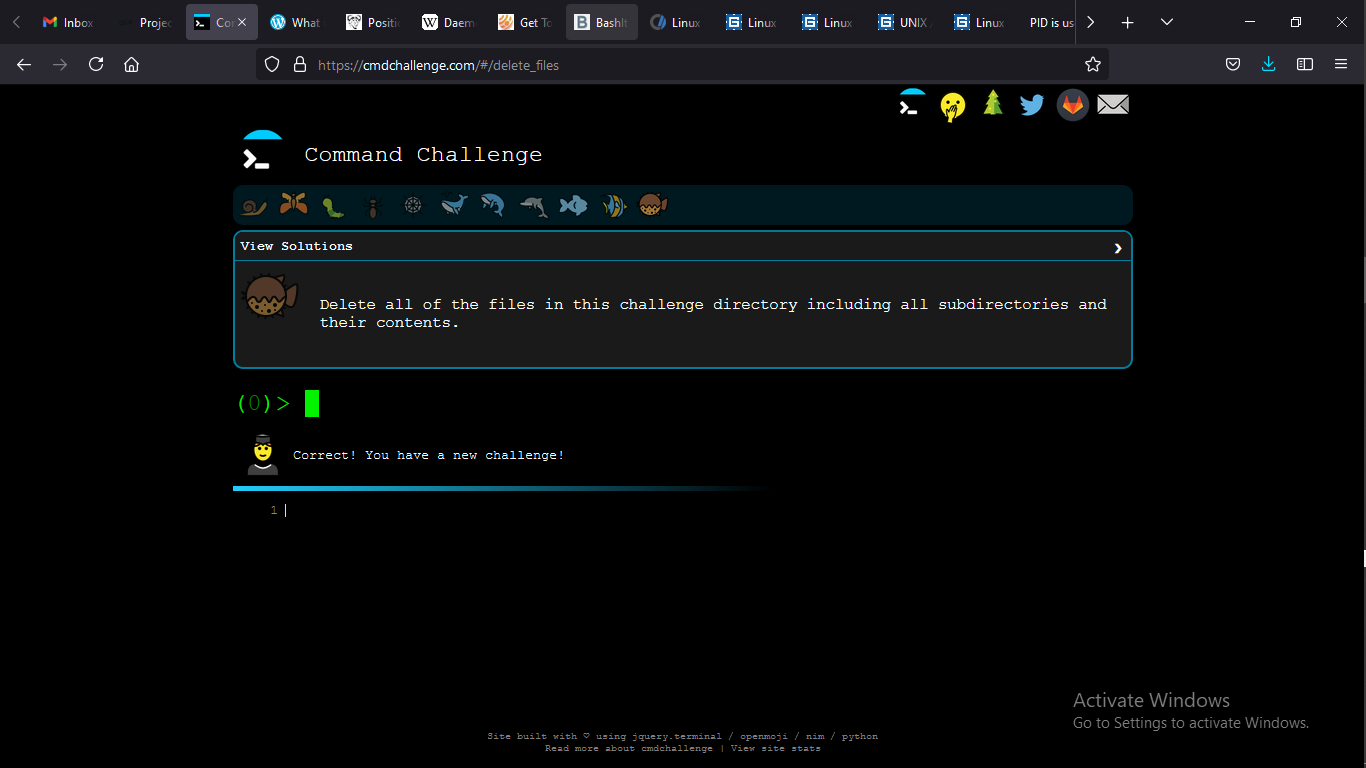 Inbox
Projec
Co
What
Positi
Daem
Get To
BashIt
Linux
Linux
Linux
UNIX
Linux
PID is us
https://cmdchallenge.com/#/delete_files
Command Challenge
View Solutions
Delete all of the files in this challenge directory including all subdirectories and
their contents.
(0)>
Correct! You have a new challenge!
1
Activate Windows
Go to Settings to activate Windows.
Site built with ♡ using jquery.terminal / openmoji / nim / python
Read more about cmdchallenge | View site stats